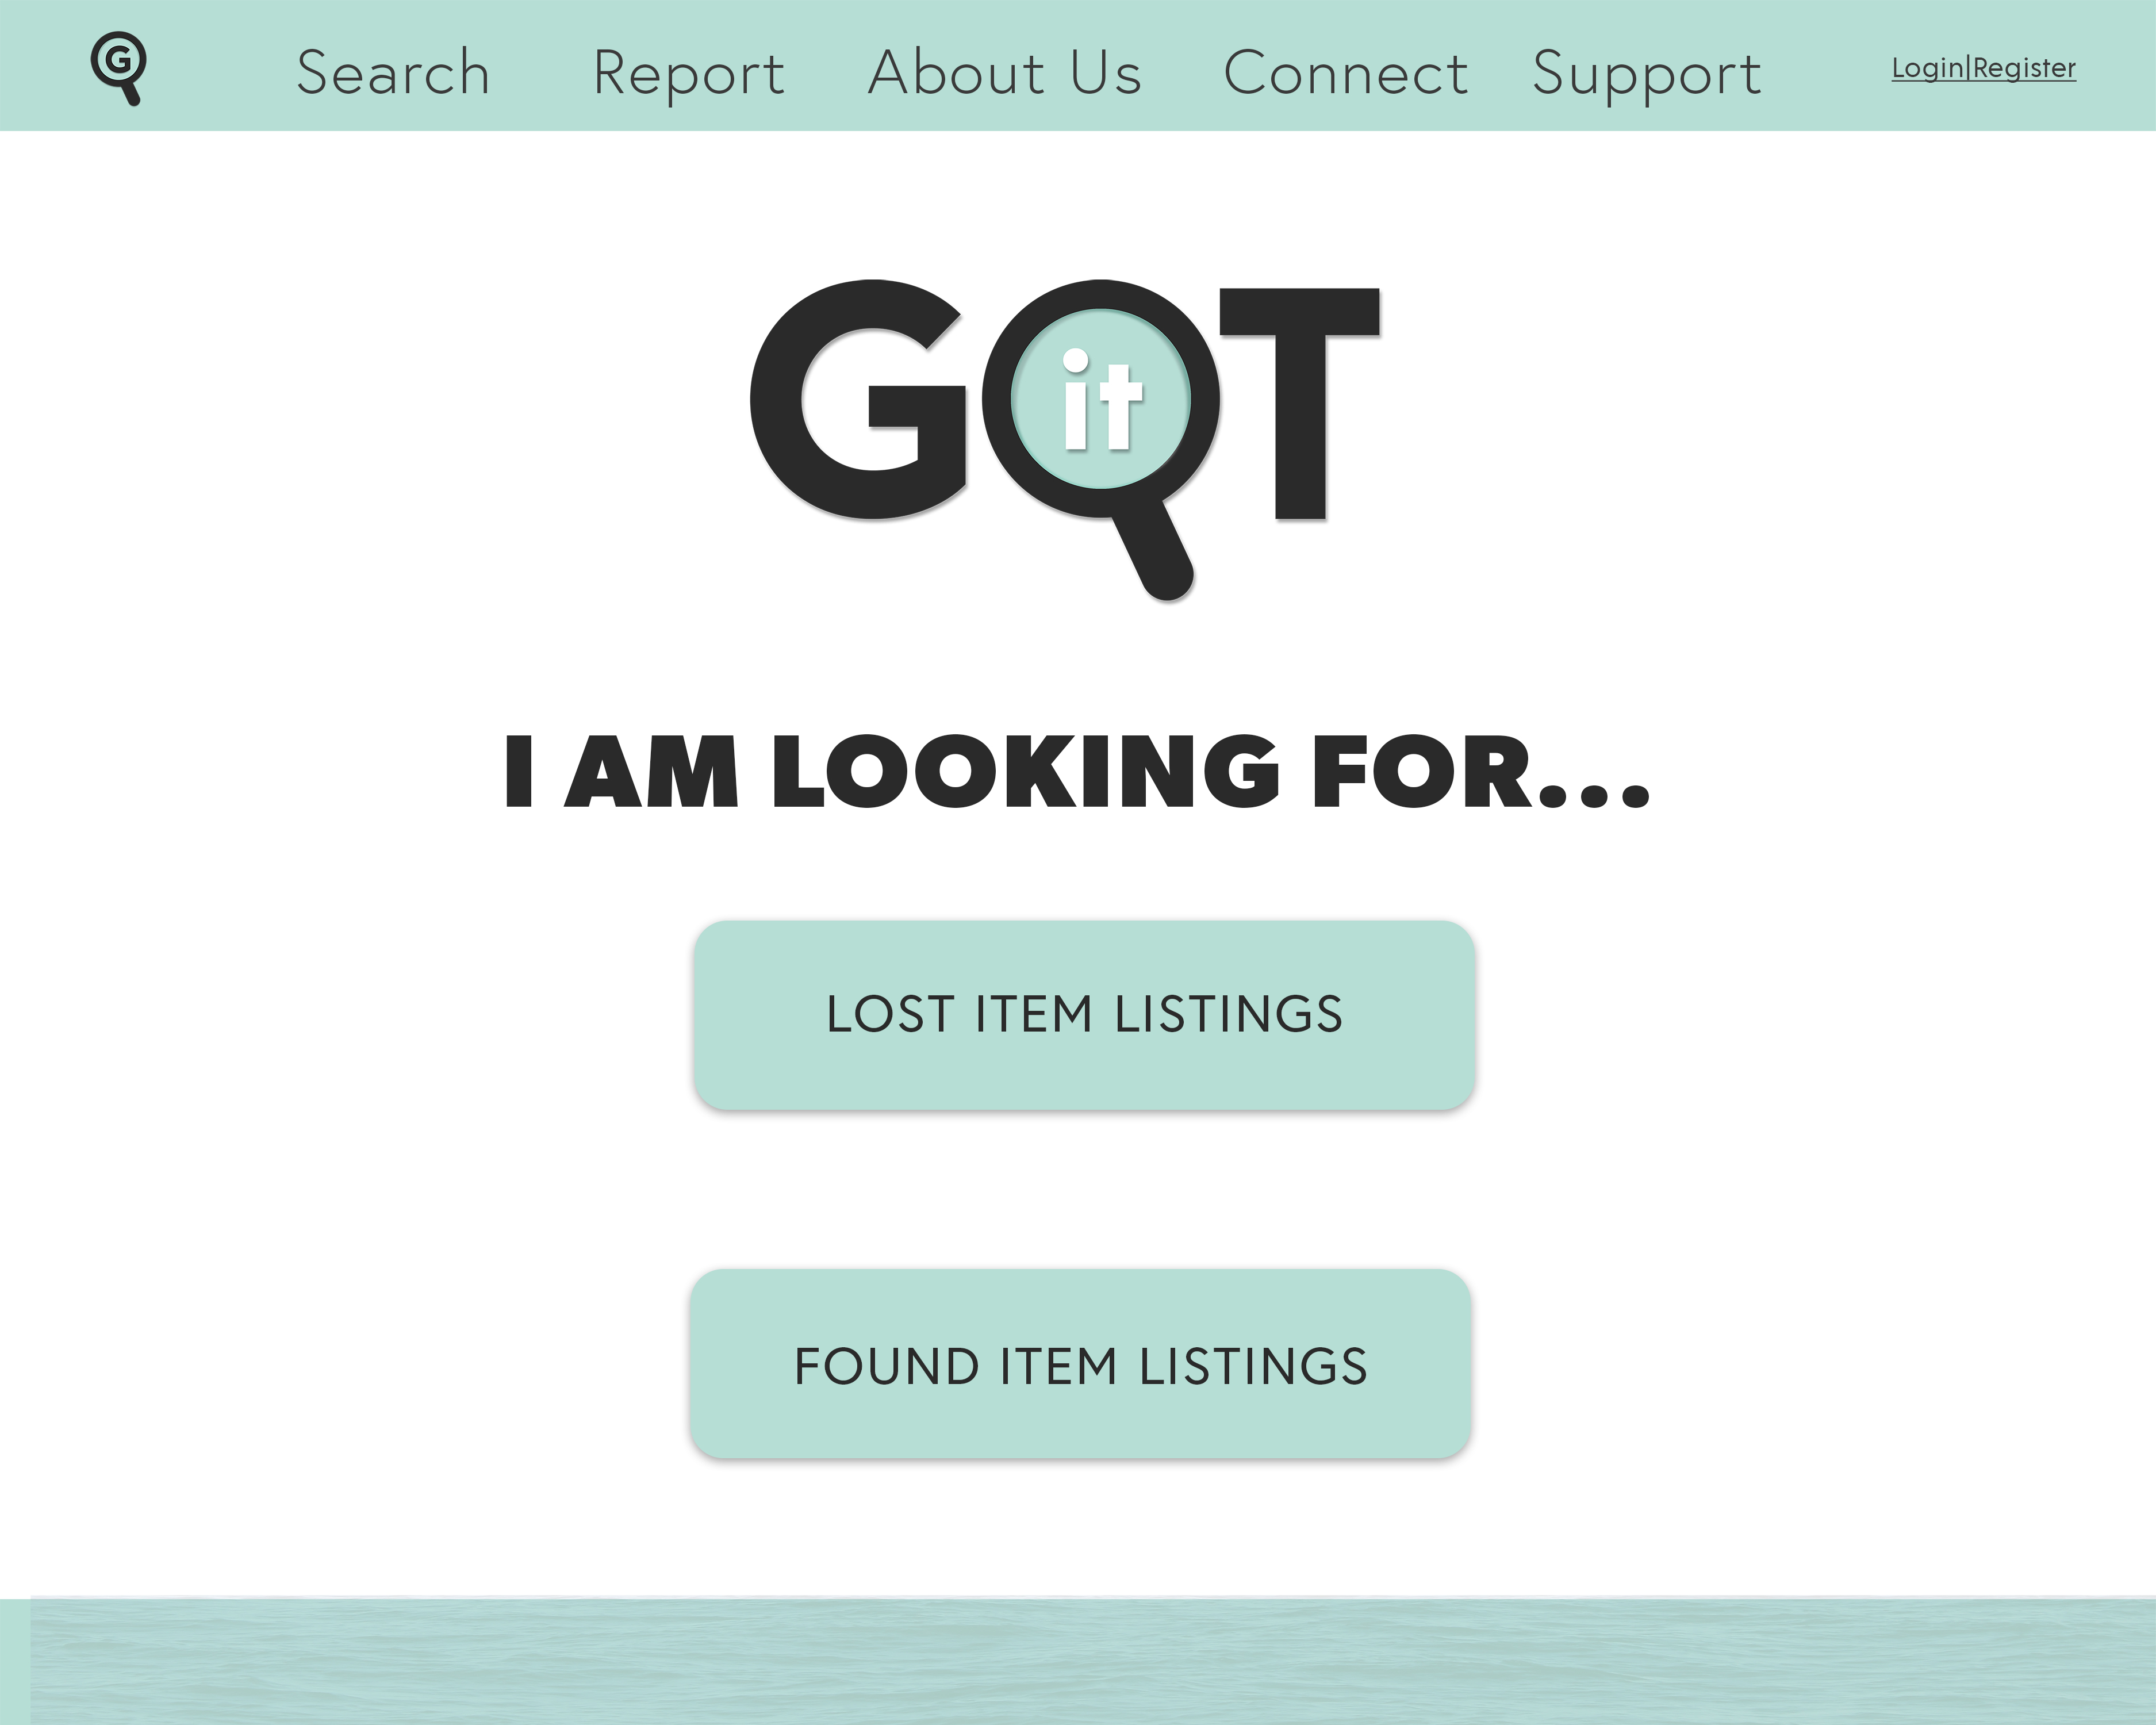 G
Search Report About Us Connect Support Login|Register
GOT
it
I AM LOOKING FOR...
LOST ITEM LISTINGS
FOUND ITEM LISTINGS